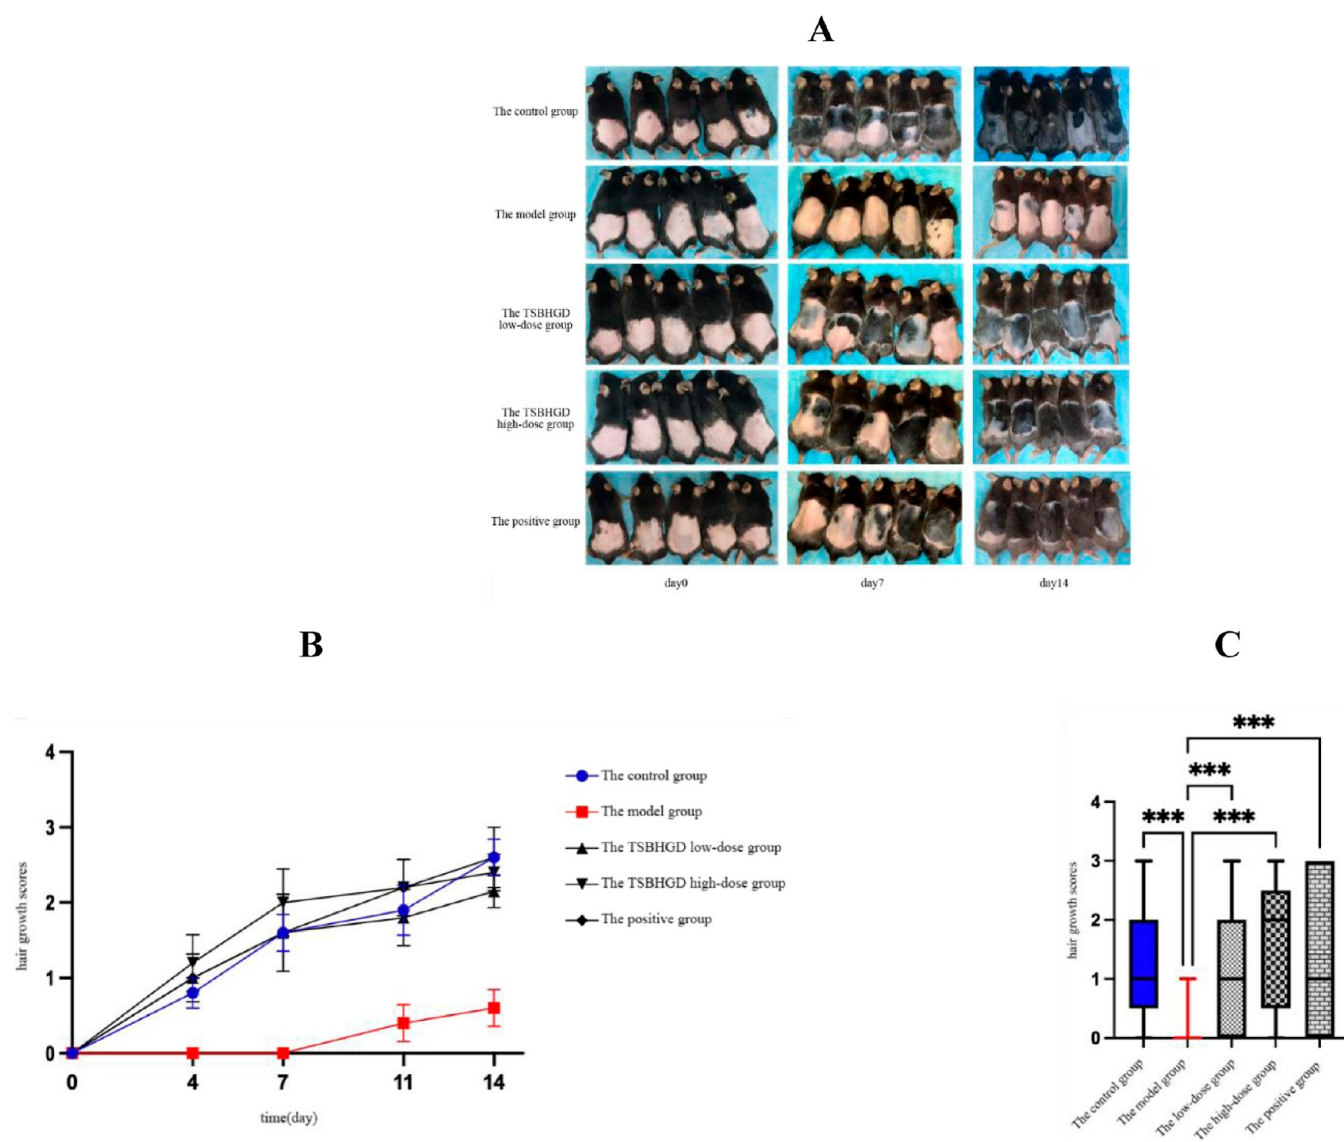 A
The control group
The model group
The TSBHGD
low-dose group
The TSBHGD
high-dose group
The positive group
day0
day7
day14
B
4
3
2
1
0
hair growth scores
0
4
7
11
14
time(day)
The control group
The model group
The TSBHGD low-dose group
The TSBHGD high-dose group
The positive group
C
***
***
***
***
4
3
2
1
0
hair growth scores
The control group
The model group
The low-dose group
The high-dose group
The positive group